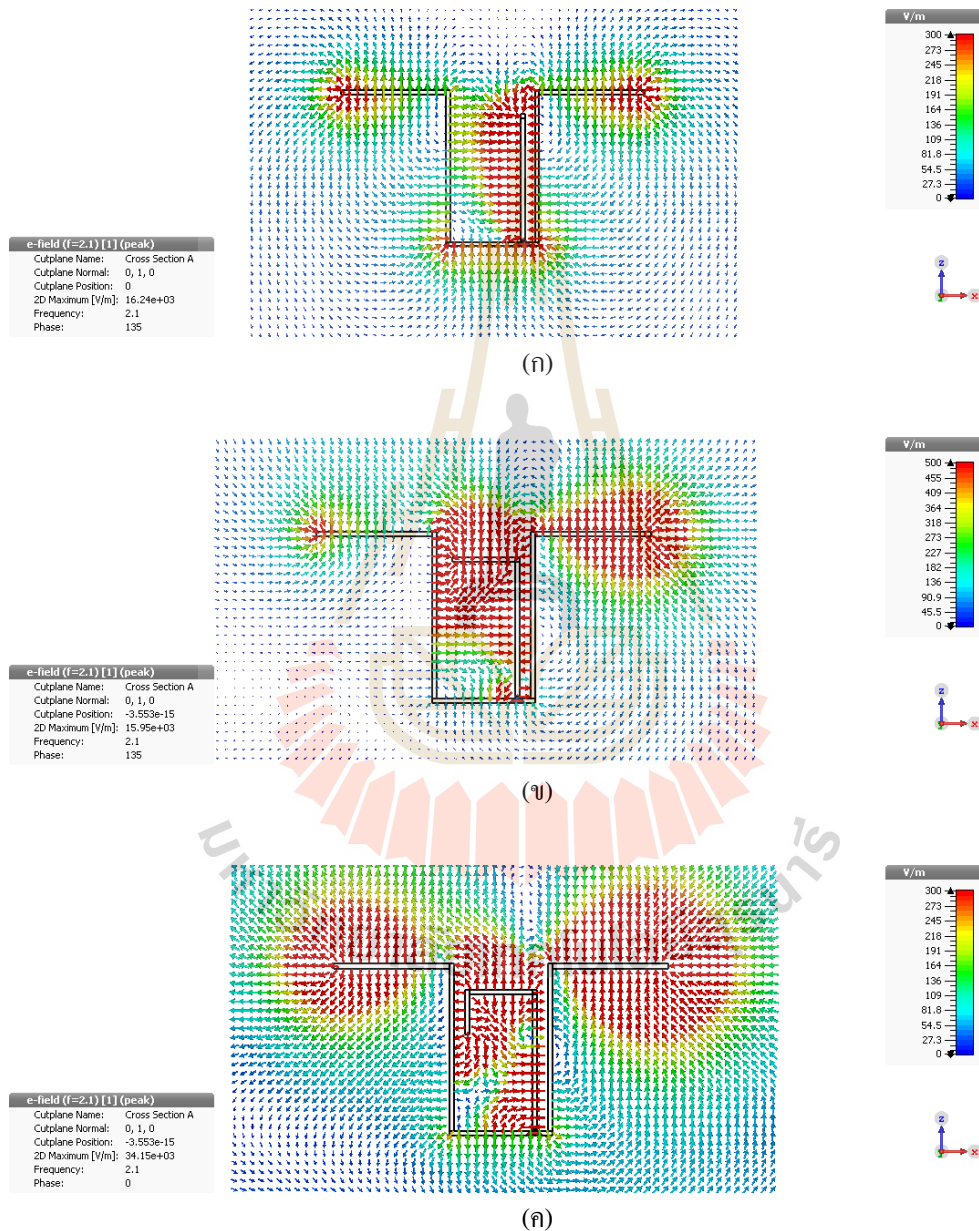 V/m
300
273
245
218
191
164
136
109
81.8
54.5
27.3
0
e-field (f=2.1) [1] (peak)
Cutplane Name: Cross Section A
Cutplane Normal: 0, 1, 0
Cutplane Position: 0
2D Maximum [V/m]: 16.24e+03
Frequency: 2.1
Phase: 135
z
x
(ก)
V/m
500
455
409
364
318
273
227
182
136
90.9
45.5
0
e-field (f=2.1) [1] (peak)
Cutplane Name: Cross Section A
Cutplane Normal: 0, 1, 0
Cutplane Position: -3.553e-15
2D Maximum [V/m]: 15.95e+03
Frequency: 2.1
Phase: 135
z
x
(ข)
V/m
300
273
245
218
191
164
136
109
81.8
54.5
27.3
0
e-field (f=2.1) [1] (peak)
Cutplane Name: Cross Section A
Cutplane Normal: 0, 1, 0
Cutplane Position: -3.553e-15
2D Maximum [V/m]: 34.15e+03
Frequency: 2.1
Phase: 0
z
x
(ค)